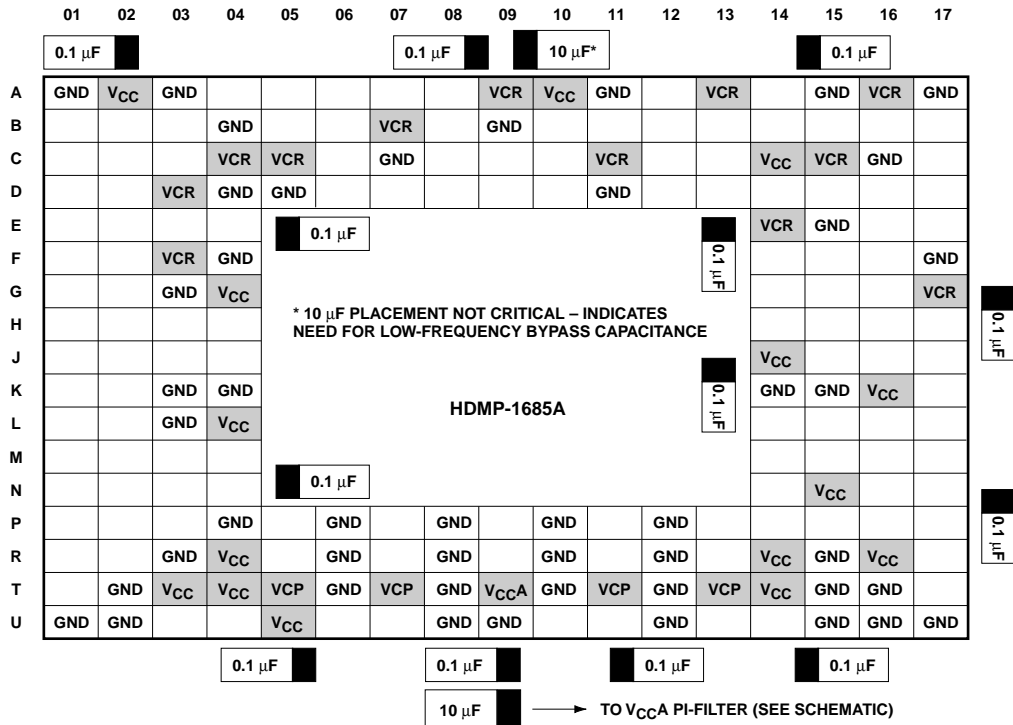 01 02 03 04 05 06 07 08 09 10 11 12 13 14 15 16 17
0.1 μF 0.1 μF 10 μF* 0.1 μF
A GND VCC GND VCR VCC GND VCR GND VCR GND
B GND VCR GND
C VCR VCR GND VCR VCC VCR GND
D VCR GND GND GND
E VCR GND
0.1 μF
0.1 μF
F VCR GND GND
G GND VCC VCR
* 10 μF PLACEMENT NOT CRITICAL – INDICATES
NEED FOR LOW-FREQUENCY BYPASS CAPACITANCE
0.1 μF
H
J VCC
K GND GND GND GND VCC
HDMP-1685A
0.1 μF
L GND VCC
M
N VCC
0.1 μF
0.1 μF
P GND GND GND GND GND
R GND VCC GND GND GND GND VCC GND VCC
T GND VCC VCC VCP GND VCP GND VCCA GND VCP GND VCP VCC GND GND
U GND GND VCC GND GND GND GND GND GND
0.1 μF 0.1 μF 0.1 μF 0.1 μF
10 μF TO VCCA PI-FILTER (SEE SCHEMATIC)